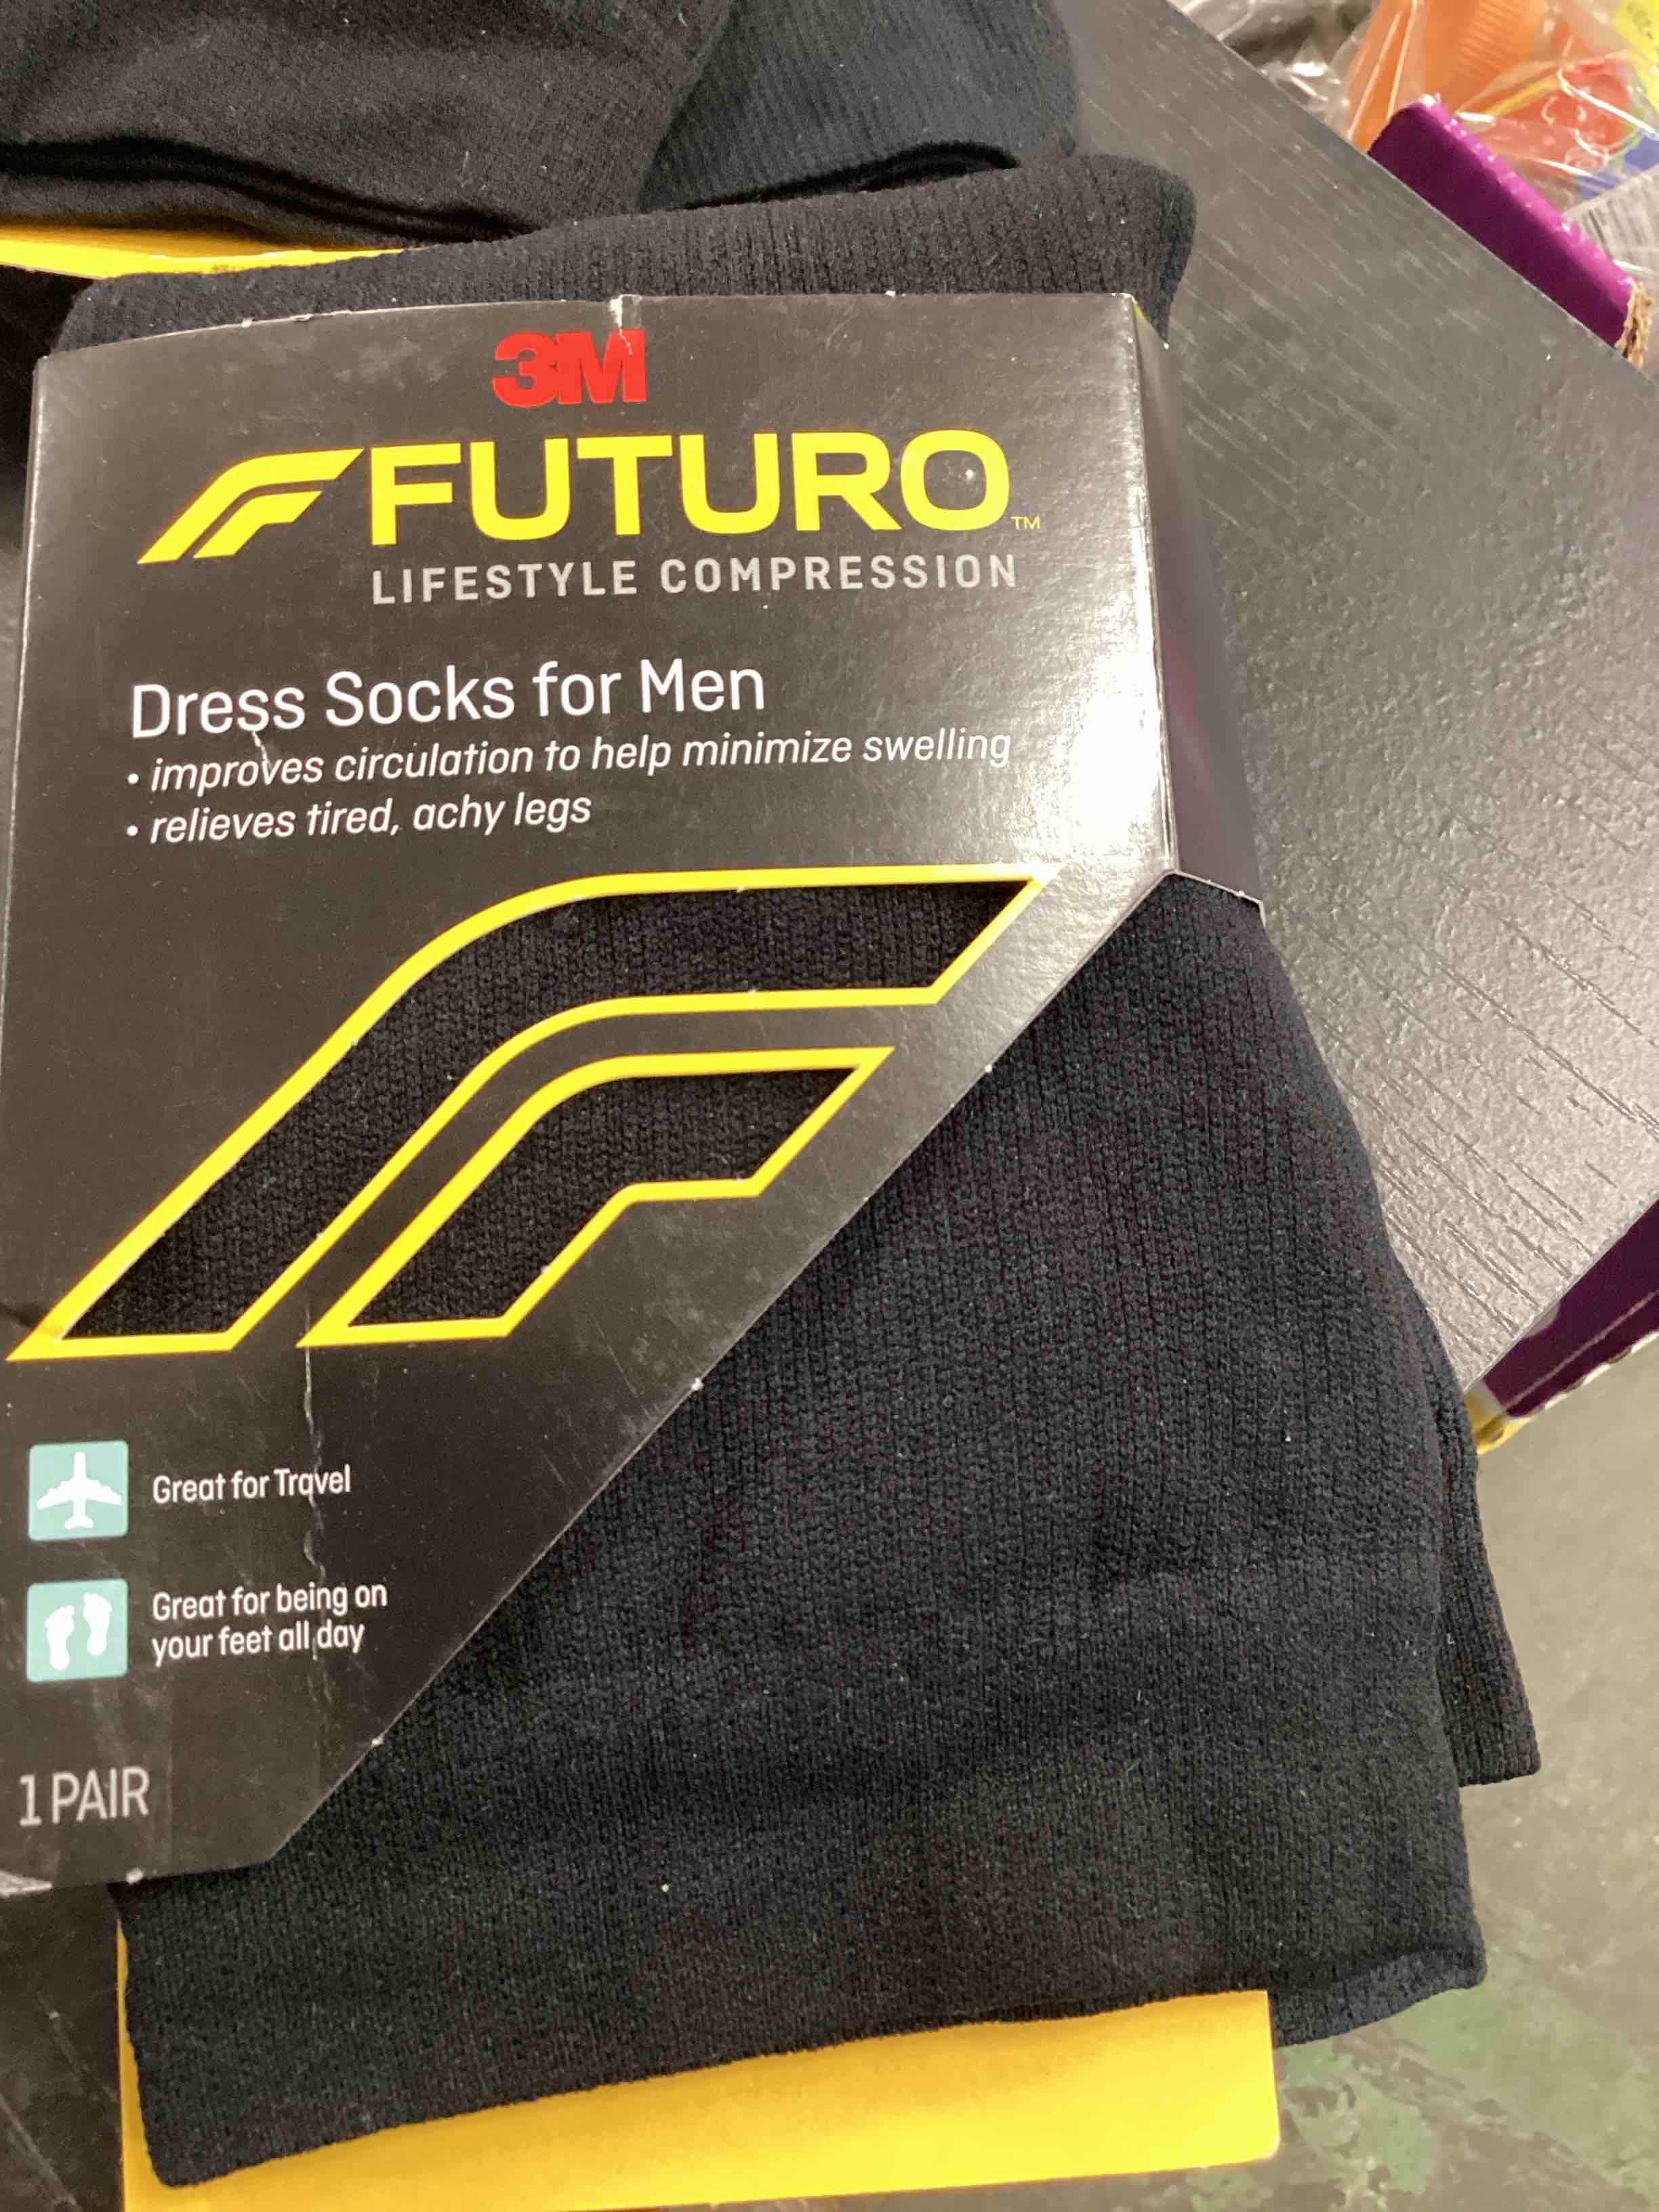 3M
FUTURO™
LIFESTYLE COMPRESSION
Dress Socks for Men
• improves circulation to help minimize swelling
• relieves tired, achy legs
Great for Travel
Great for being on
your feet all day
1 PAIR